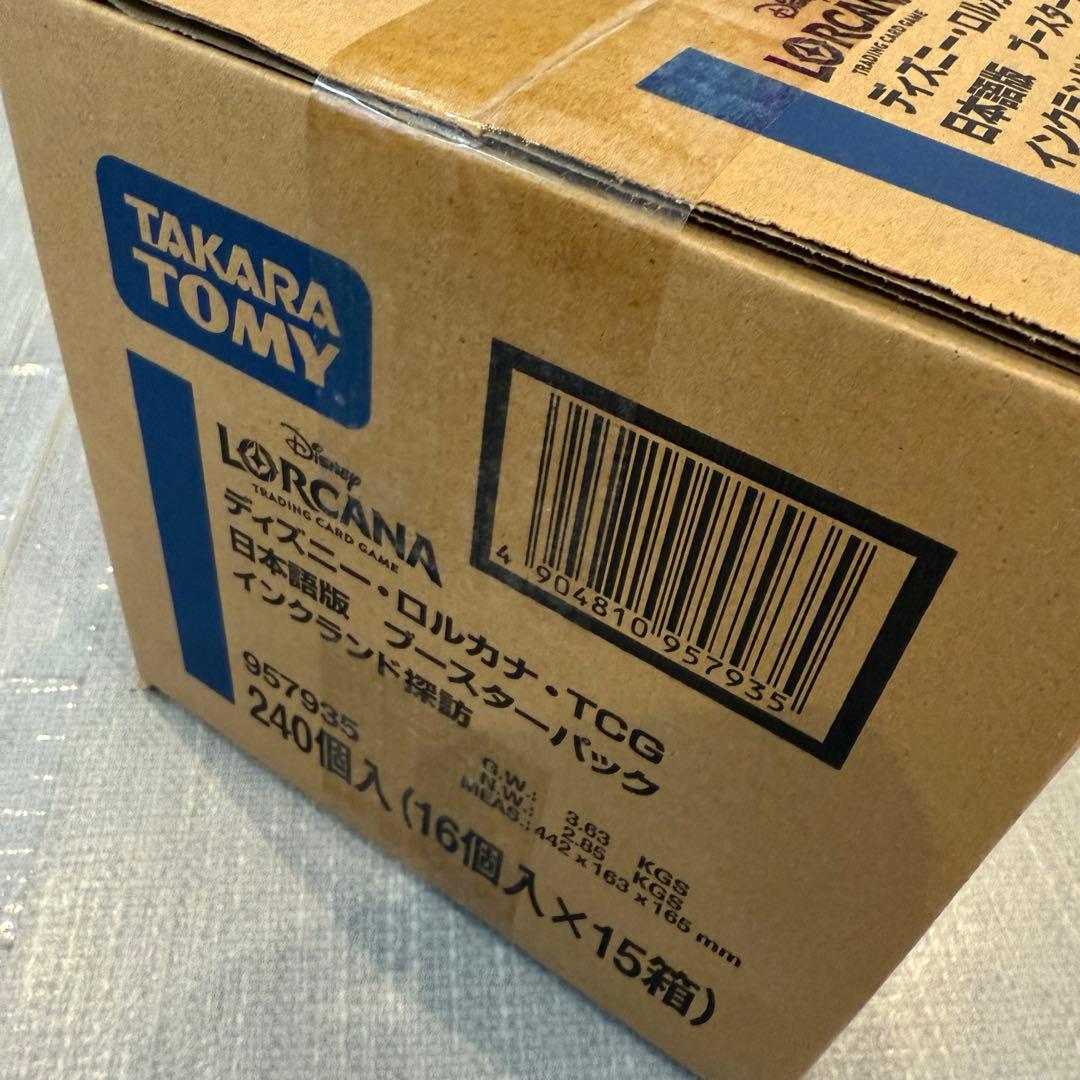 Disney
LORCANA
TRADING CARD GAME
ディズニー・ロルカ
日本語版 ブースター
インクラン
TAKARA
TOMY
Disney
LORCANA
TRADING CARD GAME
ディズニー・ロルカナ・TCG
日本語版 ブースターパック
インクランド探訪
957935
240個入(16個入×15箱)
G.W.: 3.63 KGS
N.W.: 2.85 KGS
MEAS.: 442 x 163 x 165 mm
4 904810 957935